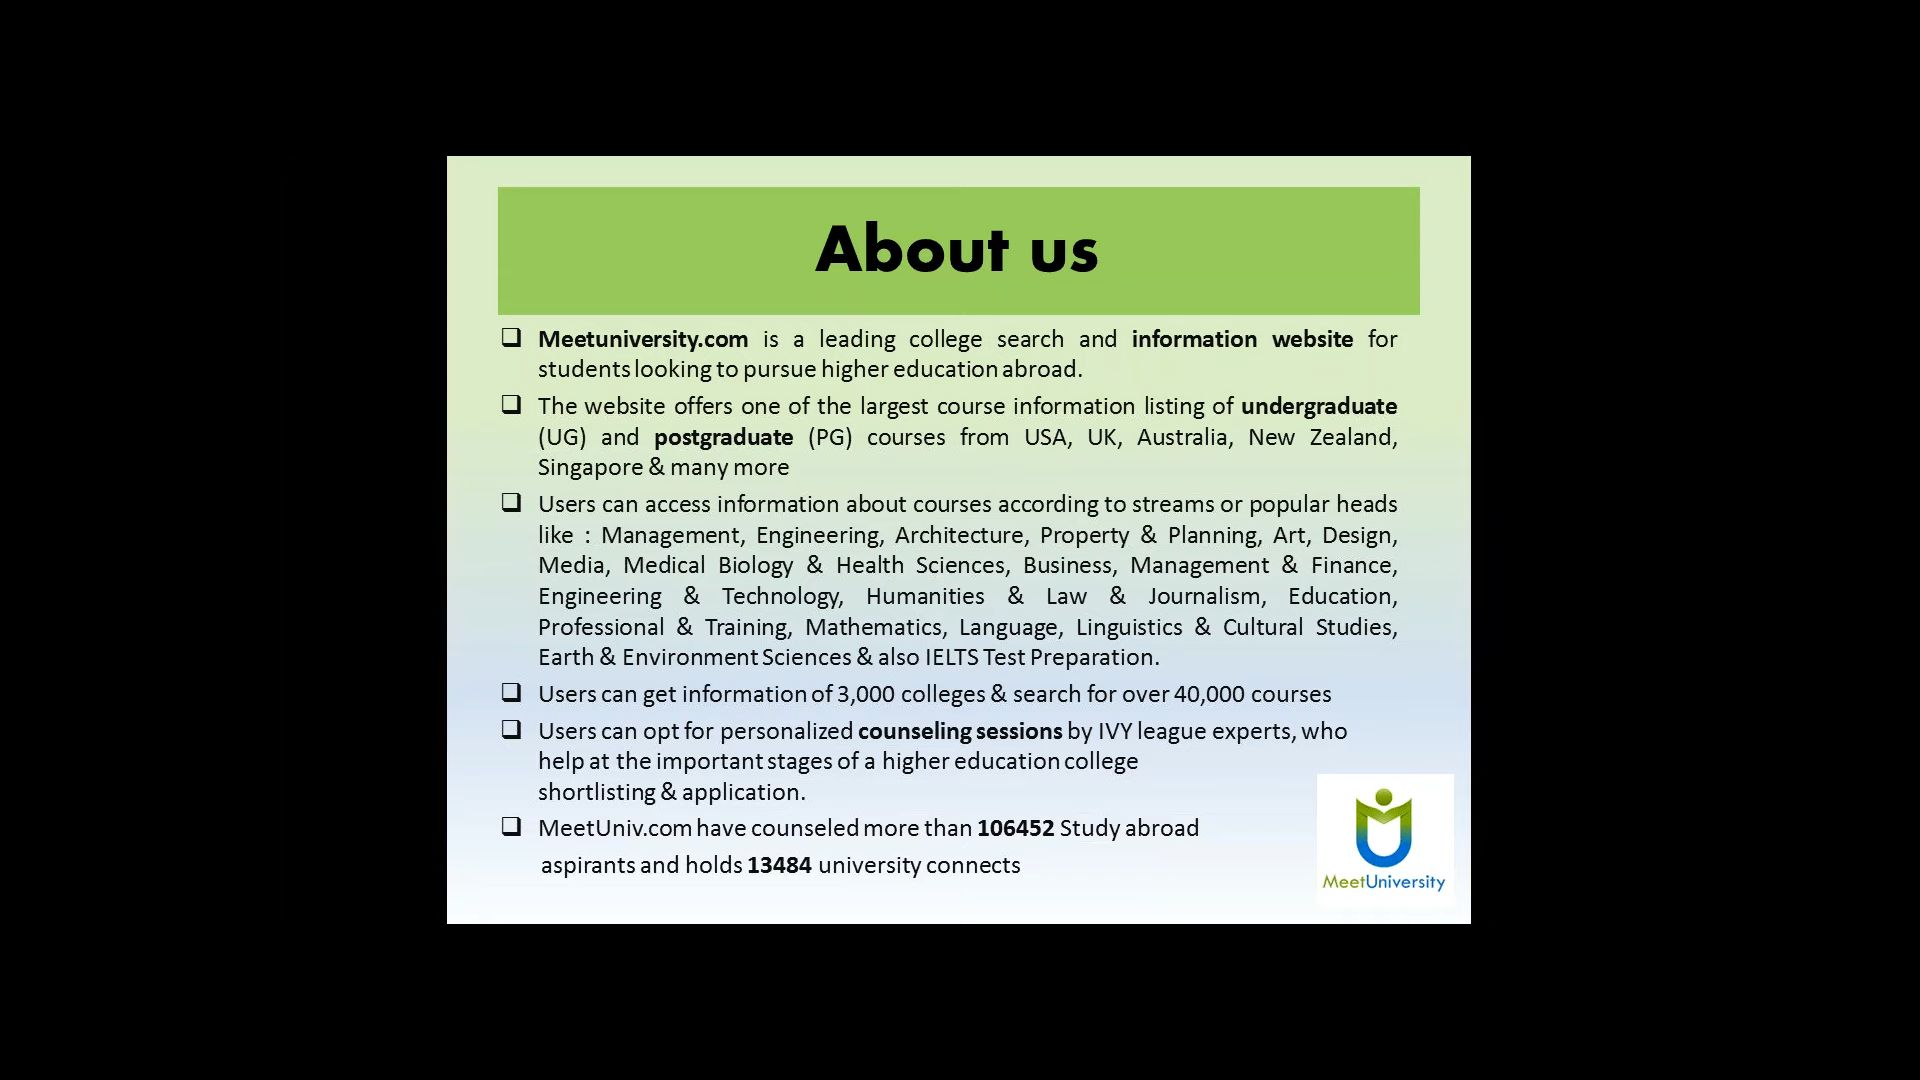 About us
❑ Meetuniversity.com is a leading college search and information website for
students looking to pursue higher education abroad.
❑ The website offers one of the largest course information listing of undergraduate
(UG) and postgraduate (PG) courses from USA, UK, Australia, New Zealand,
Singapore & many more
❑ Users can access information about courses according to streams or popular heads
like : Management, Engineering, Architecture, Property & Planning, Art, Design,
Media, Medical Biology & Health Sciences, Business, Management & Finance,
Engineering & Technology, Humanities & Law & Journalism, Education,
Professional & Training, Mathematics, Language, Linguistics & Cultural Studies,
Earth & Environment Sciences & also IELTS Test Preparation.
❑ Users can get information of 3,000 colleges & search for over 40,000 courses
❑ Users can opt for personalized counseling sessions by IVY league experts, who
help at the important stages of a higher education college
shortlisting & application.
❑ MeetUniv.com have counseled more than 106452 Study abroad
aspirants and holds 13484 university connects
MeetUniversity